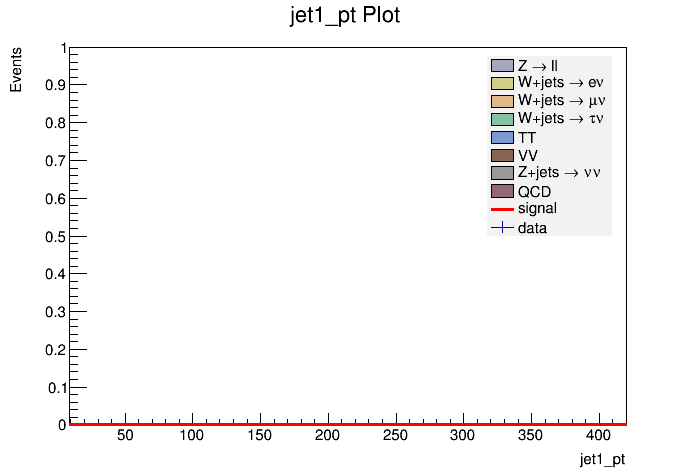 jet1_pt Plot
Events
1
0.9
0.8
0.7
0.6
0.5
0.4
0.3
0.2
0.1
0
Z → ll
W+jets → eν
W+jets → μν
W+jets → τν
TT
VV
Z+jets → νν
QCD
signal
data
50 100 150 200 250 300 350 400
jet1_pt